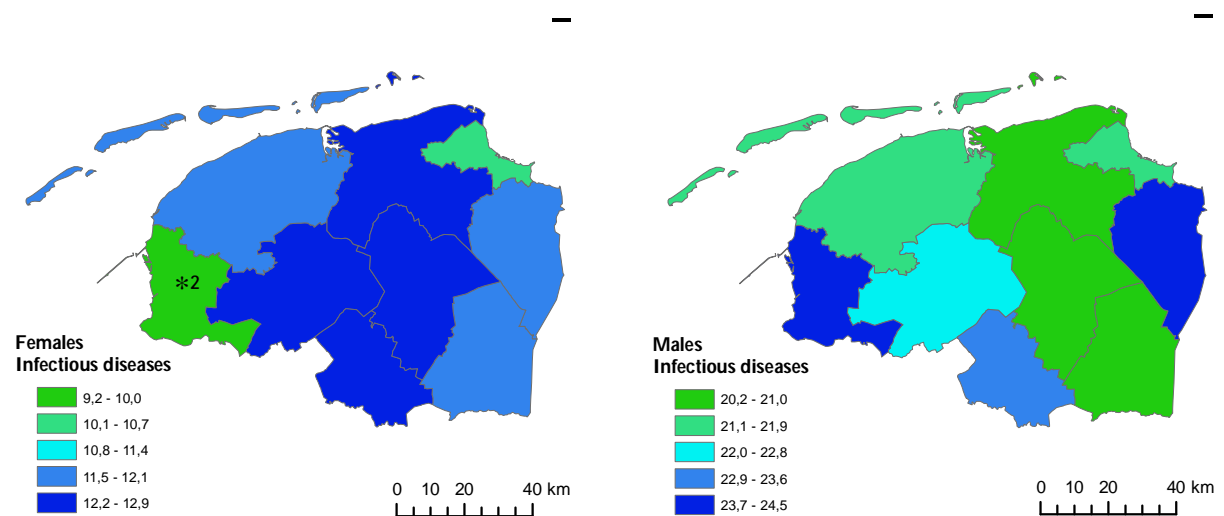 *2
Females
Infectious diseases
9,2 - 10,0
10,1 - 10,7
10,8 - 11,4
11,5 - 12,1
12,2 - 12,9
0 10 20 40 km
Males
Infectious diseases
20,2 - 21,0
21,1 - 21,9
22,0 - 22,8
22,9 - 23,6
23,7 - 24,5
0 10 20 40 km